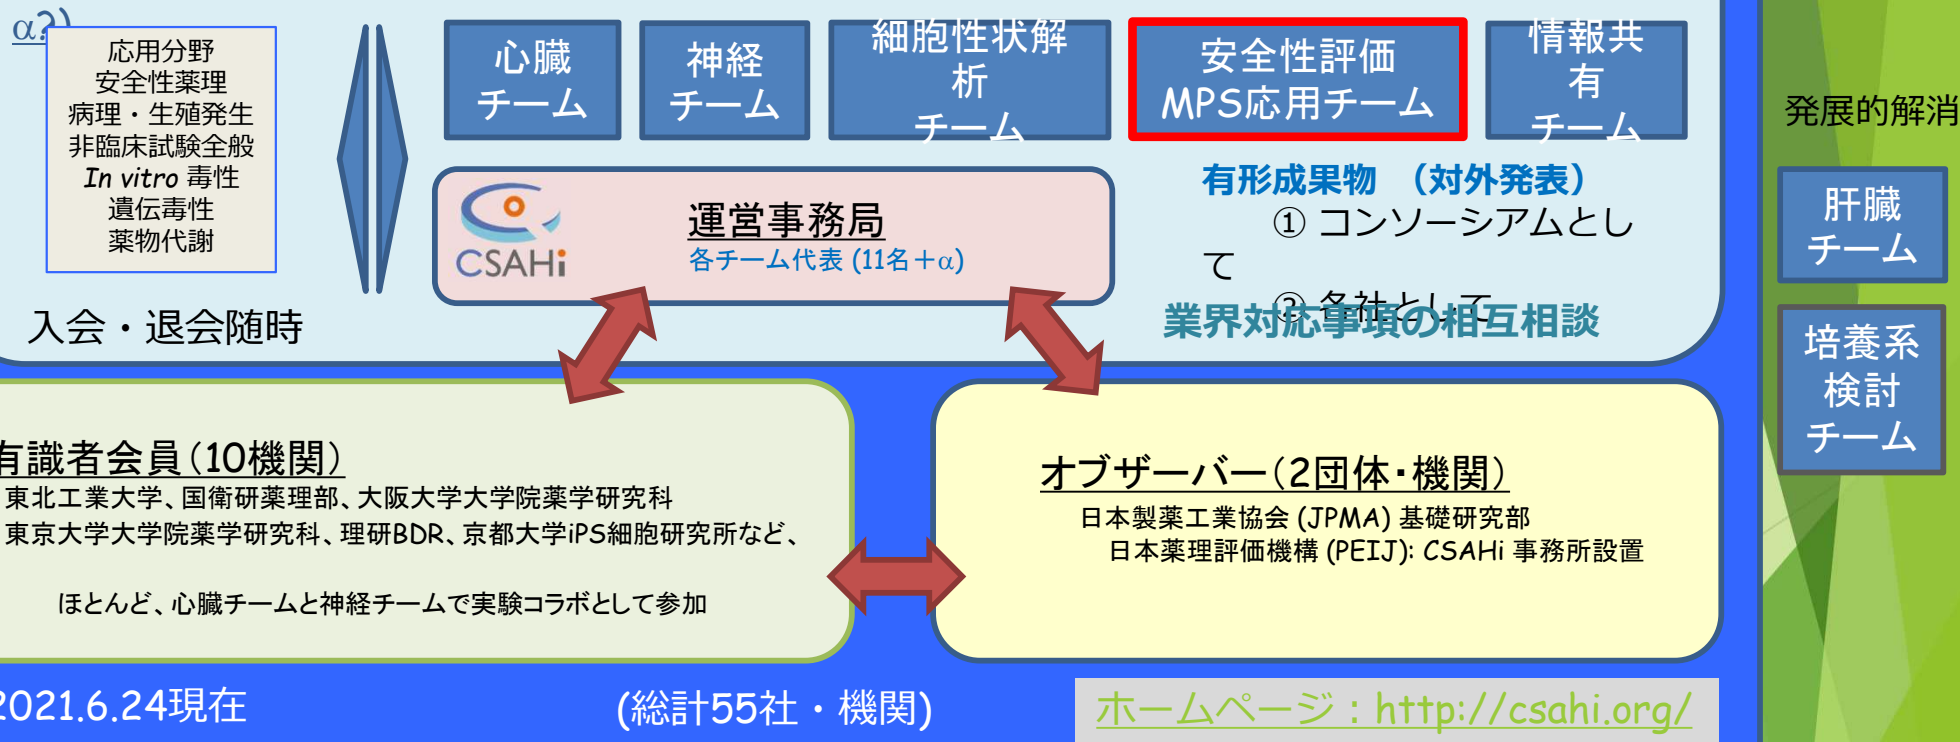 α?)
応用分野
安全性薬理
病理・生殖発生
非臨床試験全般
In vitro 毒性
遺伝毒性
薬物代謝
入会・退会随時
心臓
チーム
神経
チーム
細胞性状解
析
チーム
安全性評価
MPS応用チーム
情報共
有
チーム
CSAHi
運営事務局
各チーム代表 (11名+α)
有形成果物 (対外発表)
① コンソーシアムとし
て
② 各社として
業界対応事項の相互相談
発展的解消
肝臓
チーム
培養系
検討
チーム
有識者会員(10機関)
東北工業大学、国衛研薬理部、大阪大学大学院薬学研究科
東京大学大学院薬学研究科、理研BDR、京都大学iPS細胞研究所など、
ほとんど、心臓チームと神経チームで実験コラボとして参加
オブザーバー(2団体・機関)
日本製薬工業協会 (JPMA) 基礎研究部
日本薬理評価機構 (PEIJ): CSAHi 事務所設置
2021.6.24現在
(総計55社・機関)
ホームページ：http://csahi.org/